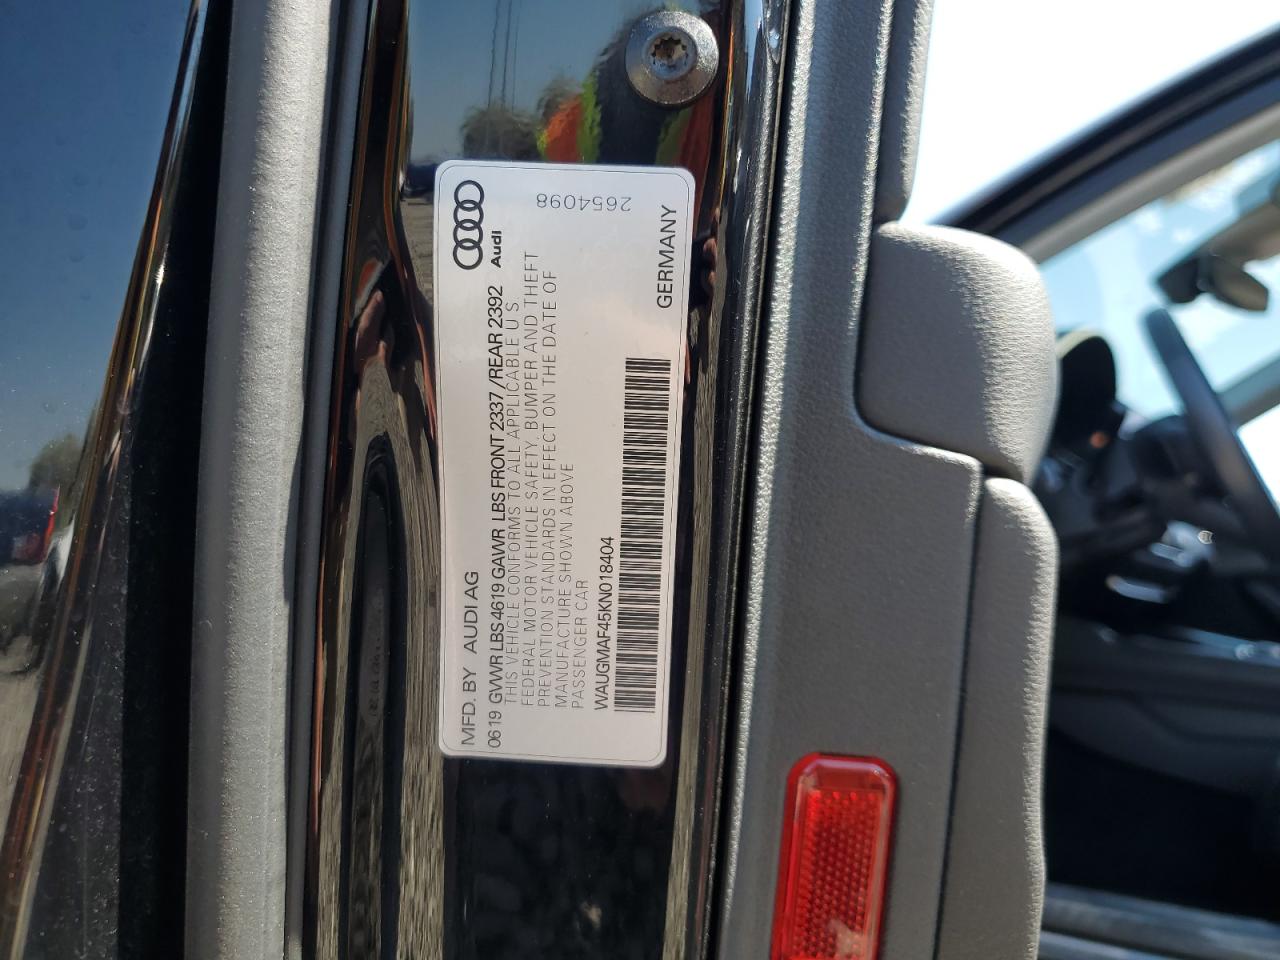 MFD. BY AUDI AG
Audi
0619 GVWR LBS 4619 GAWR LBS FRONT 2337/REAR 2392
THIS VEHICLE CONFORMS TO ALL APPLICABLE U S
FEDERAL MOTOR VEHICLE SAFETY, BUMPER AND THEFT
PREVENTION STANDARDS IN EFFECT ON THE DATE OF
MANUFACTURE SHOWN ABOVE
PASSENGER CAR
WAUGMAF45KN018404
GERMANY
2654098